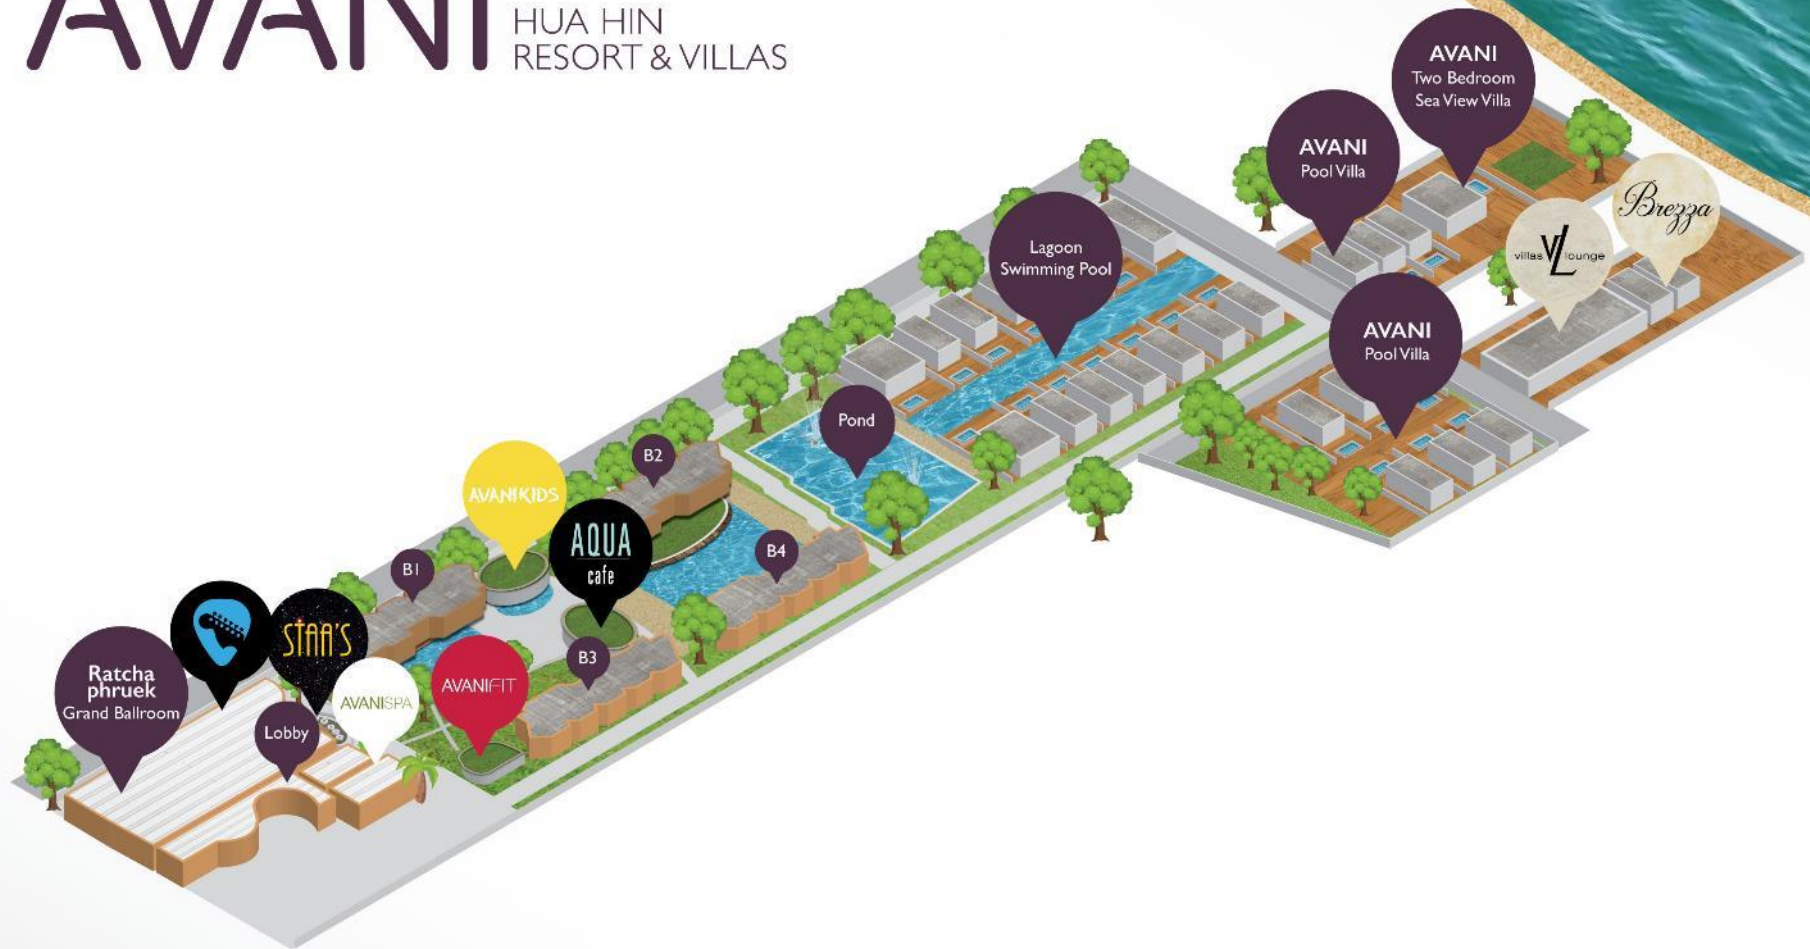 AVANI
HUA HIN
RESORT & VILLAS
AVANI
Two Bedroom
Sea View Villa
AVANI
Pool Villa
Brezza
villas VL lounge
Lagoon
Swimming Pool
AVANI
Pool Villa
Pond
B2
AVANIKIDS
AQUA
cafe
B4
B1
STAA'S
B3
Ratcha
phruek
Grand Ballroom
AVANIFIT
AVANISPA
Lobby